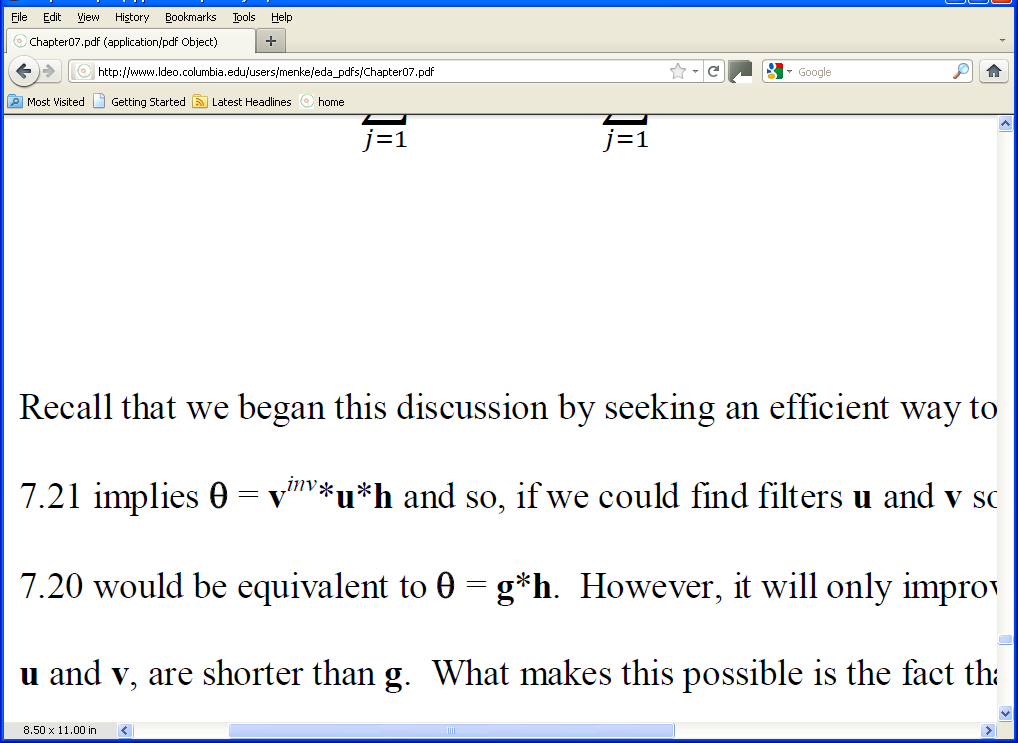 File Edit View History Bookmarks Tools Help
Chapter07.pdf (application/pdf Object)
http://www.ldeo.columbia.edu/users/menke/eda_pdfs/Chapter07.pdf Google
Most Visited Getting Started Latest Headlines home
j=1 j=1
Recall that we began this discussion by seeking an efficient way to
7.21 implies θ = v^inv*u*h and so, if we could find filters u and v so
7.20 would be equivalent to θ = g*h. However, it will only improv
u and v, are shorter than g. What makes this possible is the fact tha
8.50 x 11.00 in